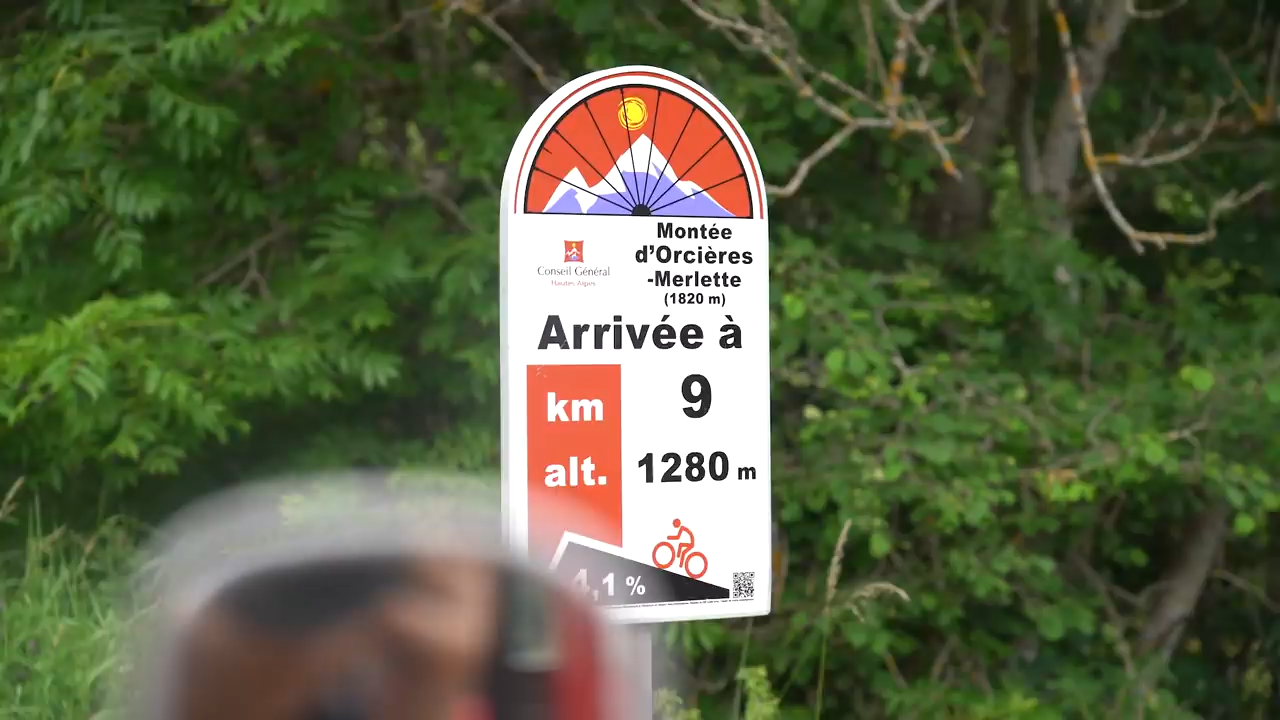 Montée
d'Orcières
-Merlette
(1820 m)
Conseil Général
Hautes Alpes
Arrivée à
km 9
alt. 1280 m
4,1 %